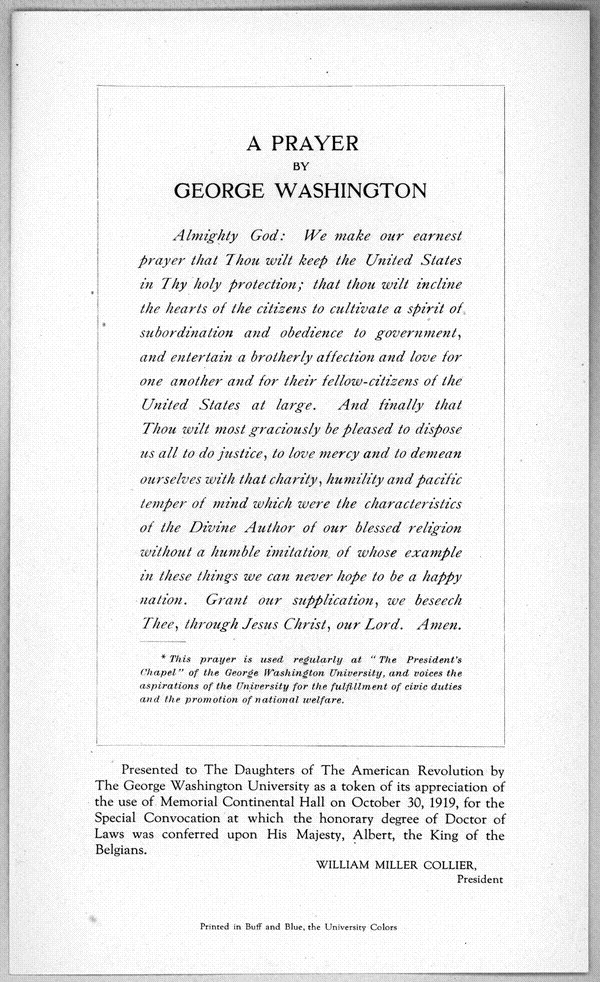 A PRAYER
BY
GEORGE WASHINGTON
Almighty God: We make our earnest
prayer that Thou wilt keep the United States
in Thy holy protection; that thou wilt incline
the hearts of the citizens to cultivate a spirit of
subordination and obedience to government,
and entertain a brotherly affection and love for
one another and for their fellow-citizens of the
United States at large. And finally that
Thou wilt most graciously be pleased to dispose
us all to do justice, to love mercy and to demean
ourselves with that charity, humility and pacific
temper of mind which were the characteristics
of the Divine Author of our blessed religion
without a humble imitation of whose example
in these things we can never hope to be a happy
nation. Grant our supplication, we beseech
Thee, through Jesus Christ, our Lord. Amen.
* This prayer is used regularly at "The President's
Chapel" of the George Washington University, and voices the
aspirations of the University for the fulfillment of civic duties
and the promotion of national welfare.
Presented to The Daughters of The American Revolution by
The George Washington University as a token of its appreciation of
the use of Memorial Continental Hall on October 30, 1919, for the
Special Convocation at which the honorary degree of Doctor of
Laws was conferred upon His Majesty, Albert, the King of the
Belgians.
WILLIAM MILLER COLLIER,
President
Printed in Buff and Blue, the University Colors